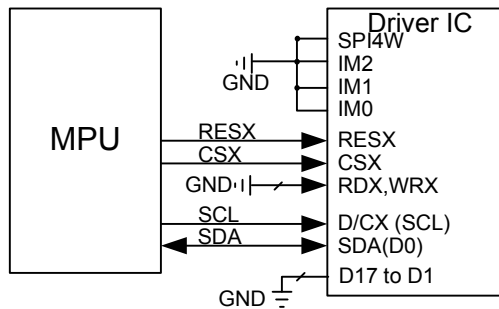 Driver IC
SPI4W
IM2
GND
IM1
IM0
MPU
RESX RESX
CSX CSX
GND RDX,WRX
SCL D/CX (SCL)
SDA SDA(D0)
D17 to D1
GND